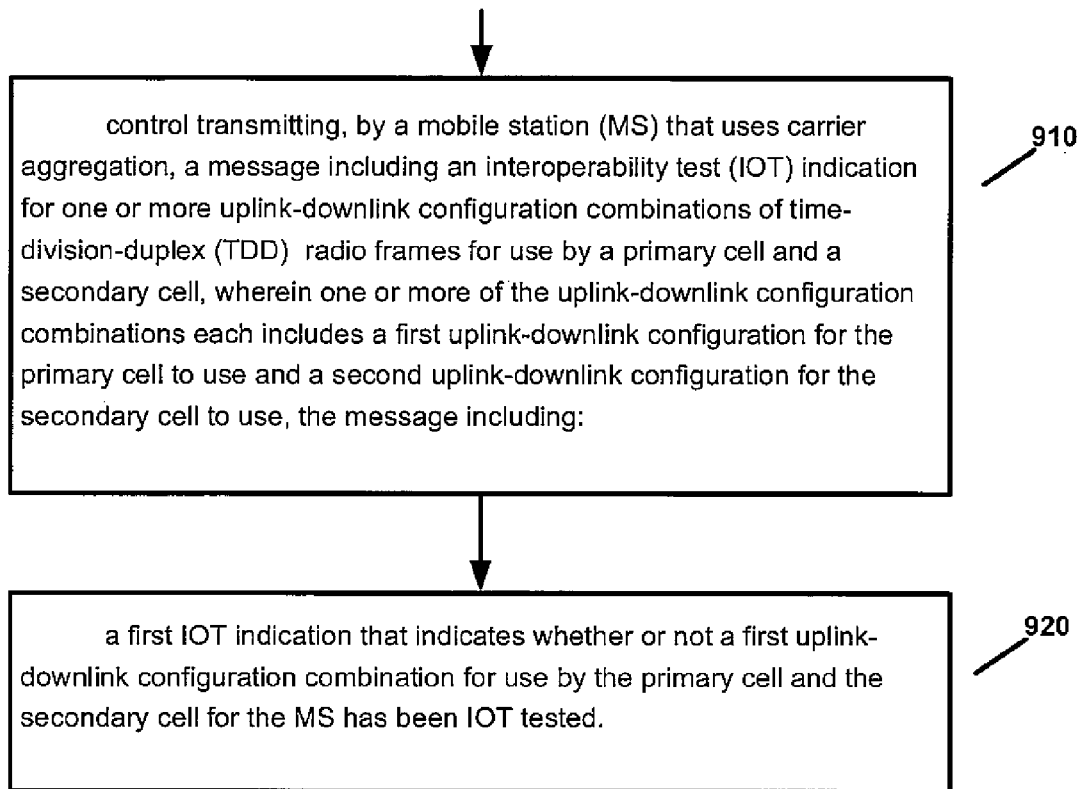 control transmitting, by a mobile station (MS) that uses carrier
aggregation, a message including an interoperability test (IOT) indication
for one or more uplink-downlink configuration combinations of time-
division-duplex (TDD) radio frames for use by a primary cell and a
secondary cell, wherein one or more of the uplink-downlink configuration
combinations each includes a first uplink-downlink configuration for the
primary cell to use and a second uplink-downlink configuration for the
secondary cell to use, the message including:
910
a first IOT indication that indicates whether or not a first uplink-
downlink configuration combination for use by the primary cell and the
secondary cell for the MS has been IOT tested.
920